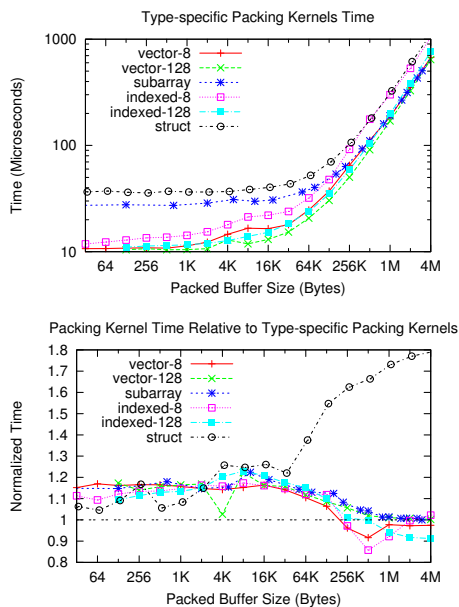 Type-specific Packing Kernels Time
1000
100
10
Time (Microseconds)
vector-8
vector-128
subarray
indexed-8
indexed-128
struct
64 256 1K 4K 16K 64K 256K 1M 4M
Packed Buffer Size (Bytes)
Packing Kernel Time Relative to Type-specific Packing Kernels
1.8
1.7
1.6
1.5
1.4
1.3
1.2
1.1
1
0.9
0.8
Normalized Time
vector-8
vector-128
subarray
indexed-8
indexed-128
struct
64 256 1K 4K 16K 64K 256K 1M 4M
Packed Buffer Size (Bytes)